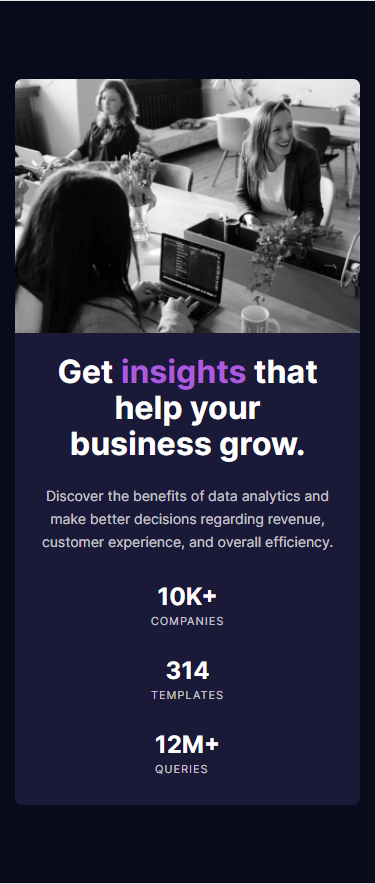 Get insights that
help your
business grow.
Discover the benefits of data analytics and
make better decisions regarding revenue,
customer experience, and overall efficiency.
10K+
COMPANIES
314
TEMPLATES
12M+
QUERIES